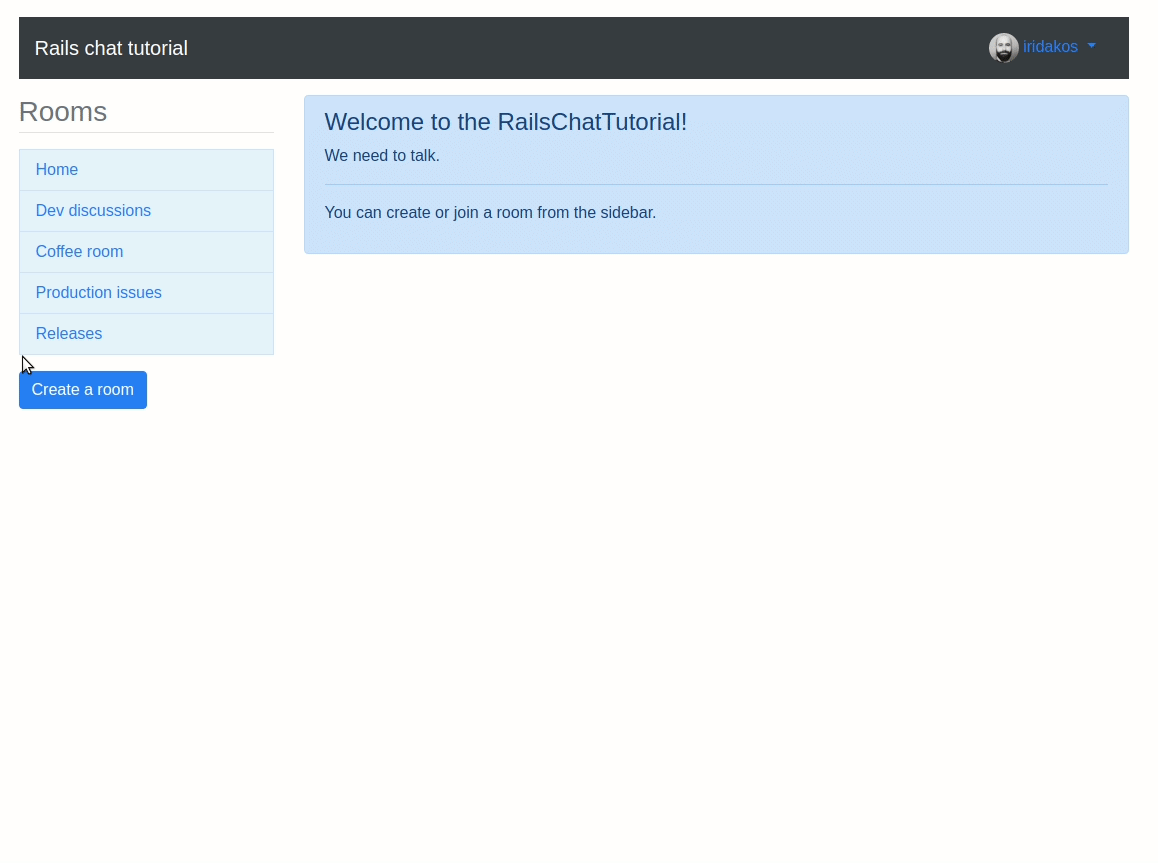 Rails chat tutorial
iridakos
Rooms
Home
Dev discussions
Coffee room
Production issues
Releases
Create a room
Welcome to the RailsChatTutorial!
We need to talk.
You can create or join a room from the sidebar.